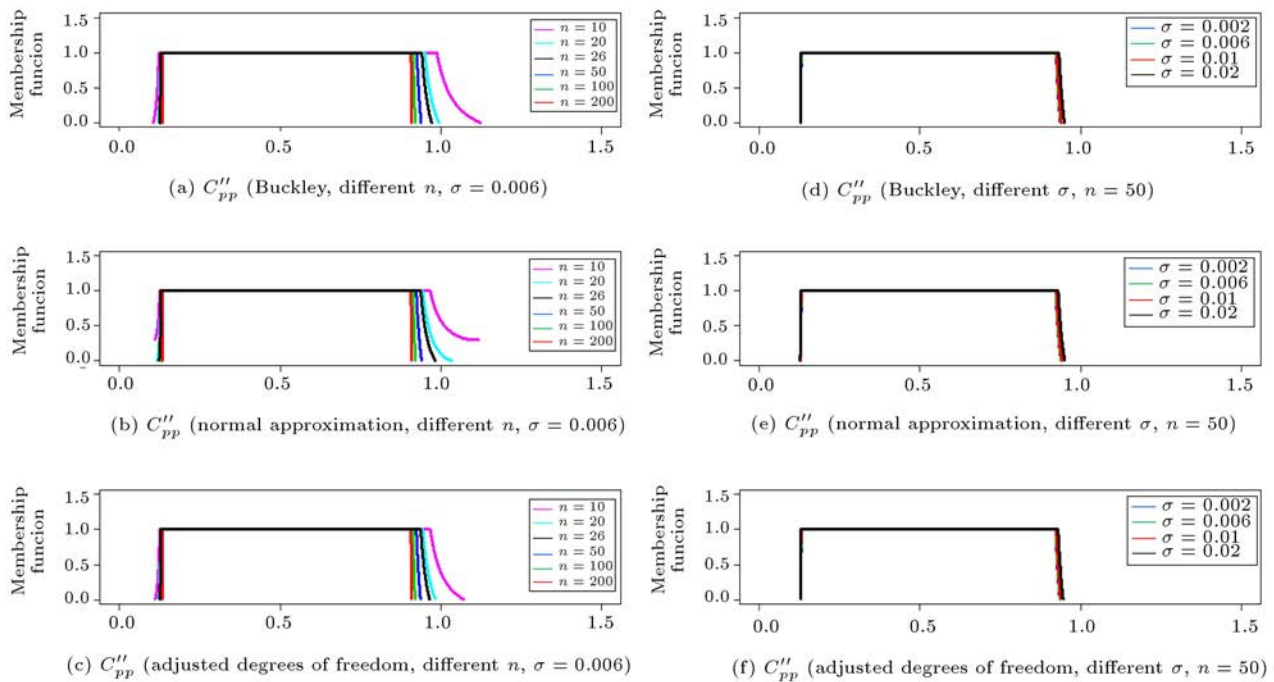 Membership
funcion
1.5
1.0
0.5
0.0
n = 10
n = 20
n = 26
n = 50
n = 100
n = 200
0.0 0.5 1.0 1.5
(a) C''pp (Buckley, different n, σ = 0.006)
Membership
funcion
1.5
1.0
0.5
0.0
σ = 0.002
σ = 0.006
σ = 0.01
σ = 0.02
0.0 0.5 1.0 1.5
(d) C''pp (Buckley, different σ, n = 50)
Membership
funcion
1.5
1.0
0.5
0.0
n = 10
n = 20
n = 26
n = 50
n = 100
n = 200
0.0 0.5 1.0 1.5
(b) C''pp (normal approximation, different n, σ = 0.006)
Membership
funcion
1.5
1.0
0.5
0.0
σ = 0.002
σ = 0.006
σ = 0.01
σ = 0.02
0.0 0.5 1.0 1.5
(e) C''pp (normal approximation, different σ, n = 50)
Membership
funcion
1.5
1.0
0.5
0.0
n = 10
n = 20
n = 26
n = 50
n = 100
n = 200
0.0 0.5 1.0 1.5
(c) C''pp (adjusted degrees of freedom, different n, σ = 0.006)
Membership
funcion
1.5
1.0
0.5
0.0
σ = 0.002
σ = 0.006
σ = 0.01
σ = 0.02
0.0 0.5 1.0 1.5
(f) C''pp (adjusted degrees of freedom, different σ, n = 50)